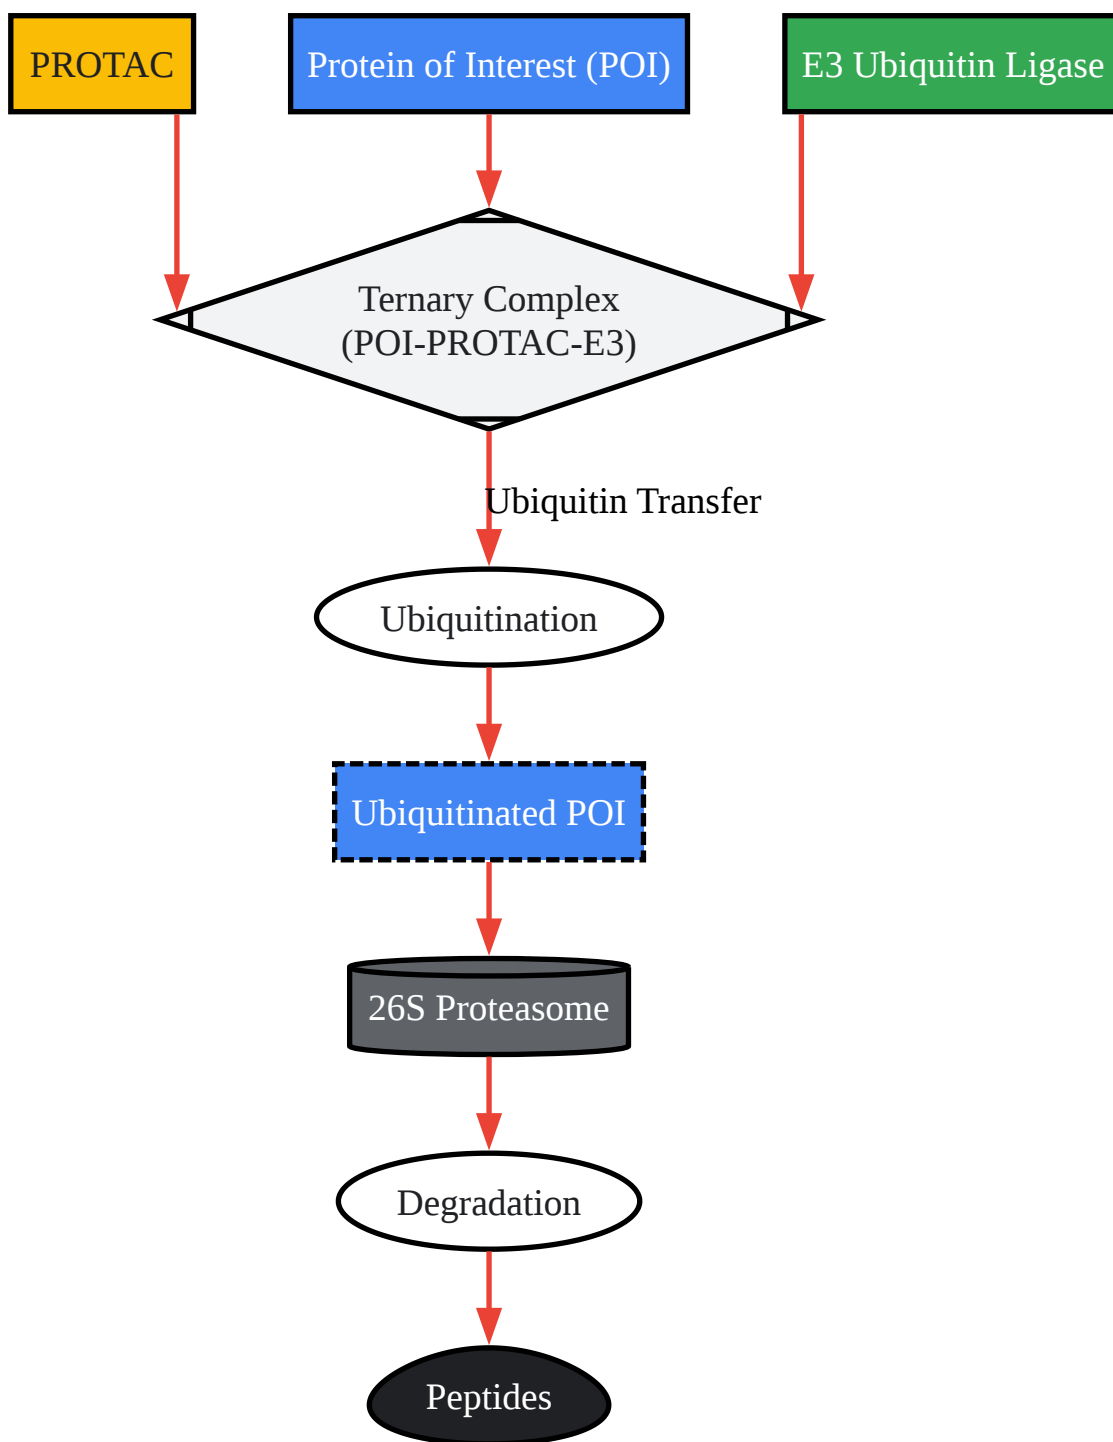 PROTAC
Protein of Interest (POI)
E3 Ubiquitin Ligase
Ternary Complex
(POI-PROTAC-E3)
Ubiquitin Transfer
Ubiquitination
Ubiquitinated POI
26S Proteasome
Degradation
Peptides